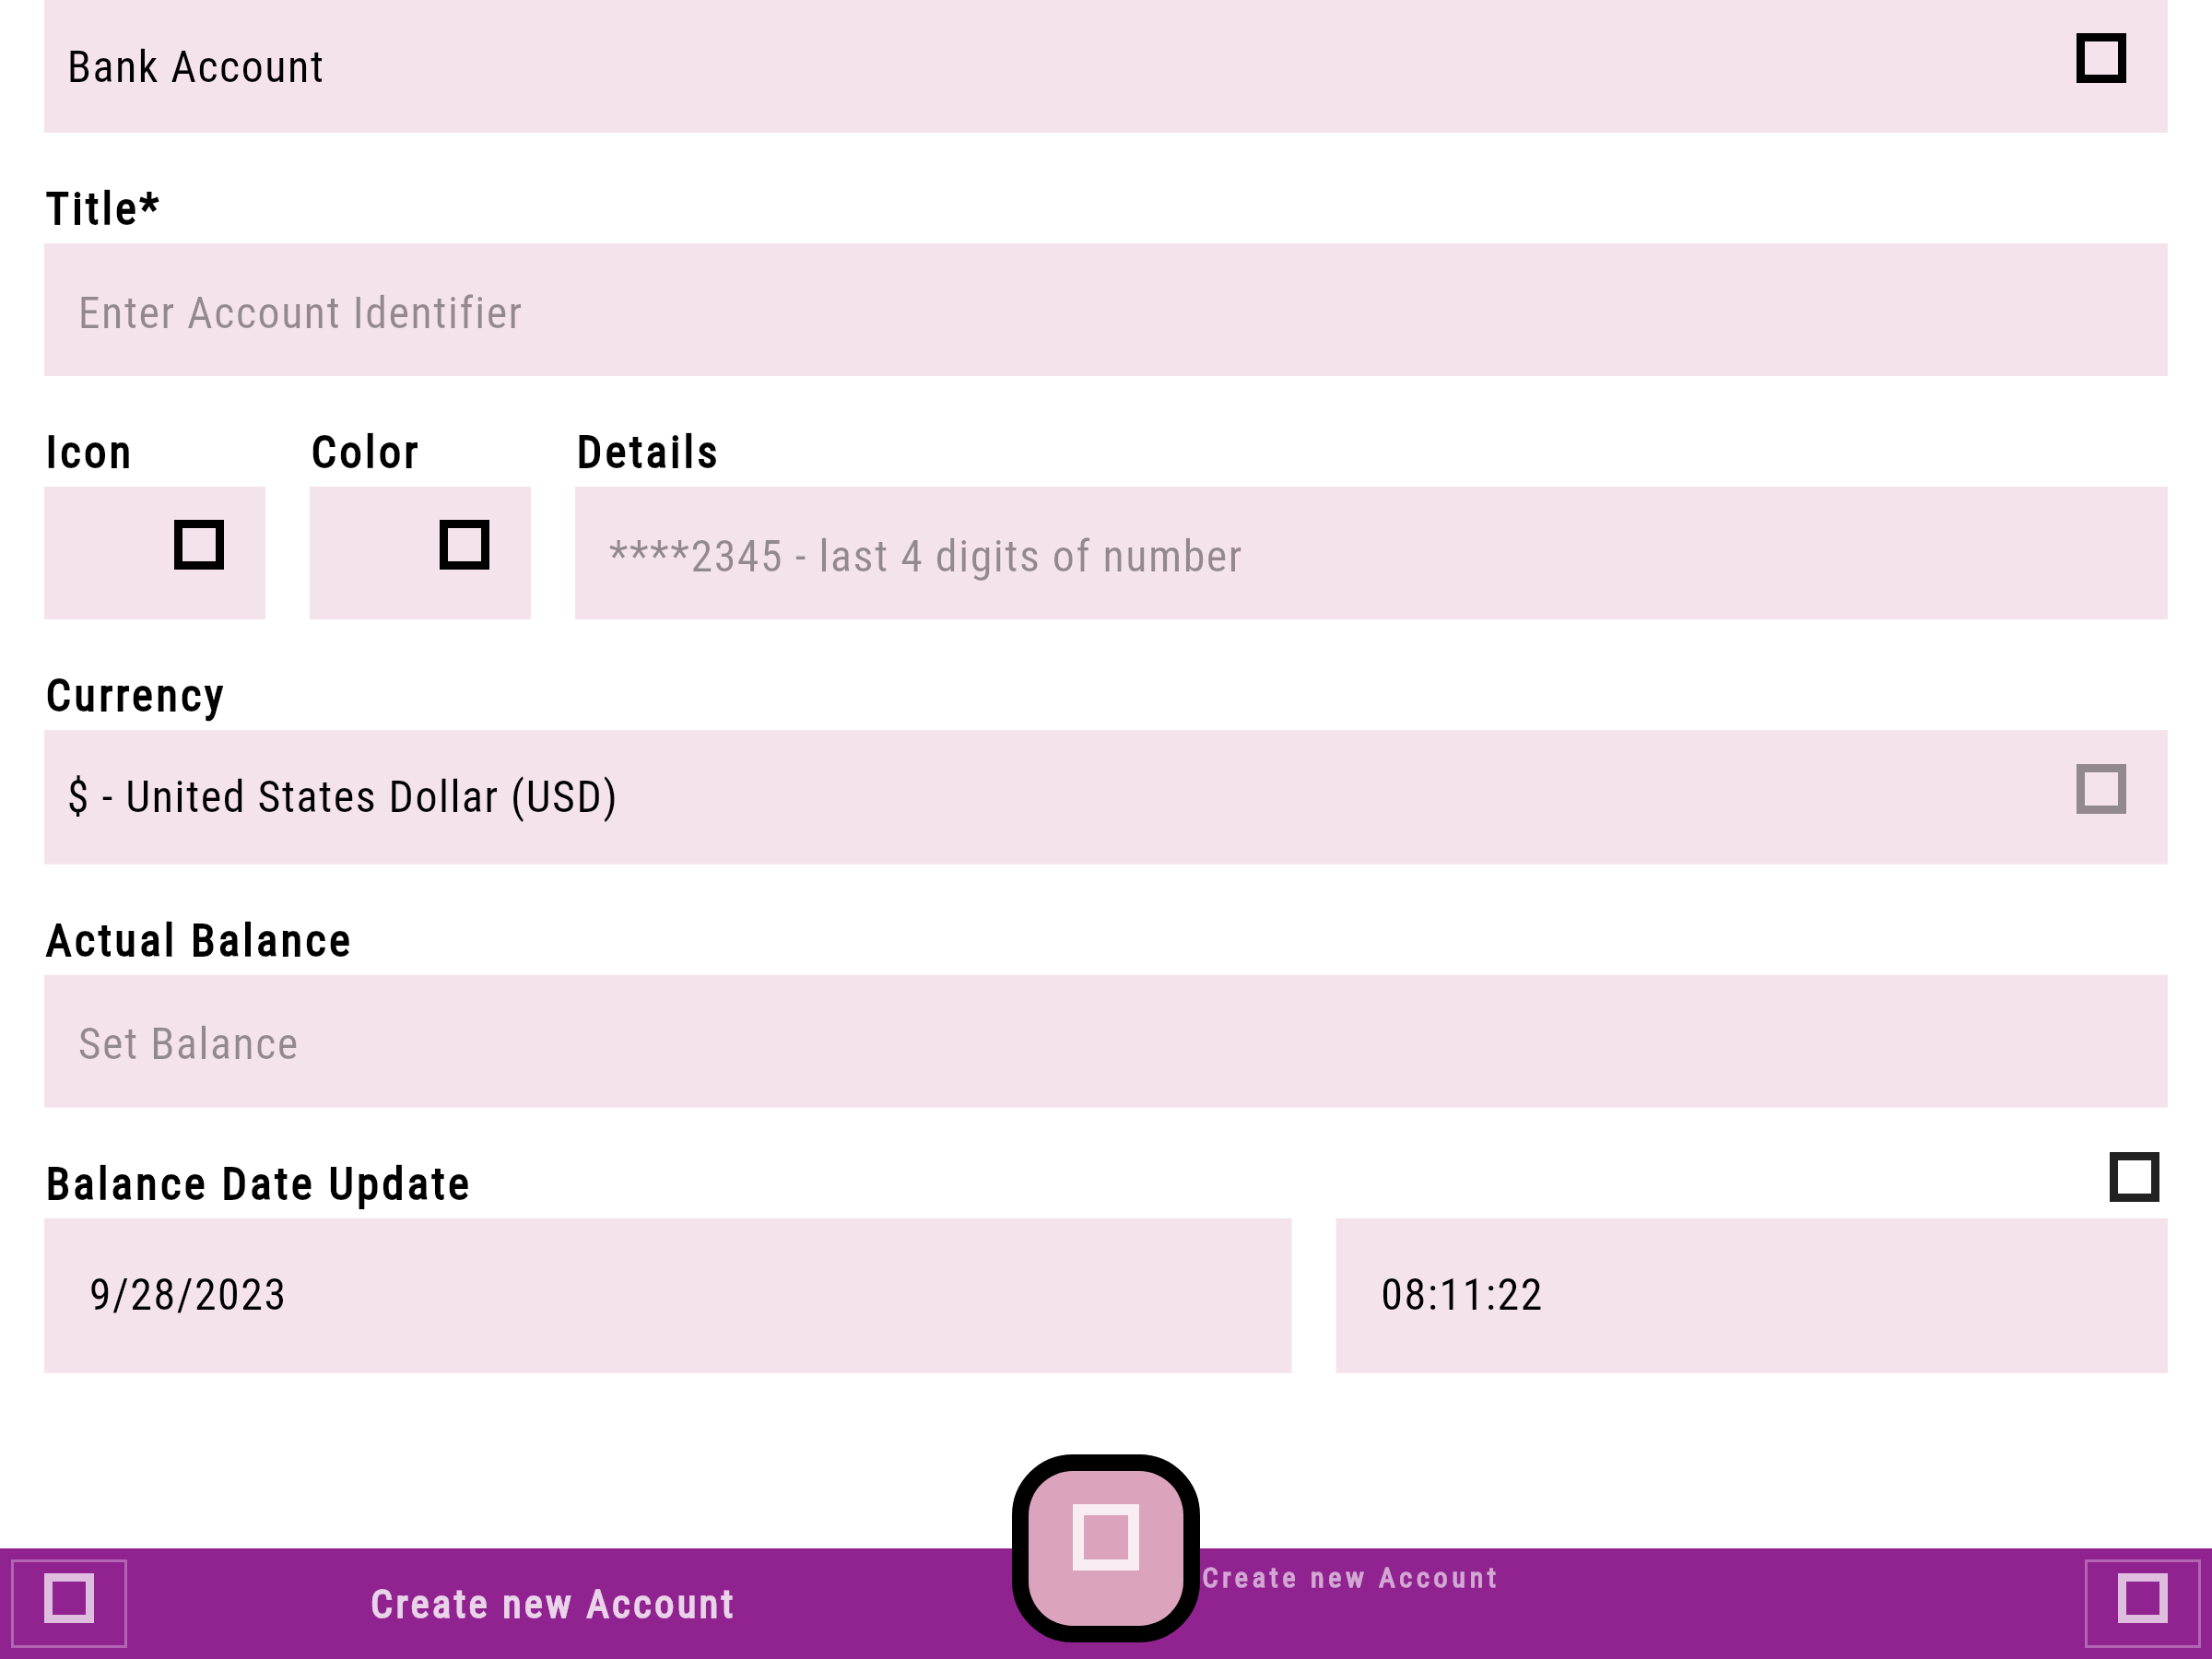 Bank Account
Title*
Enter Account Identifier
Icon Color Details
****2345 - last 4 digits of number
Currency
$ - United States Dollar (USD)
Actual Balance
Set Balance
Balance Date Update
9/28/2023 08:11:22
Create new Account
Create new Account